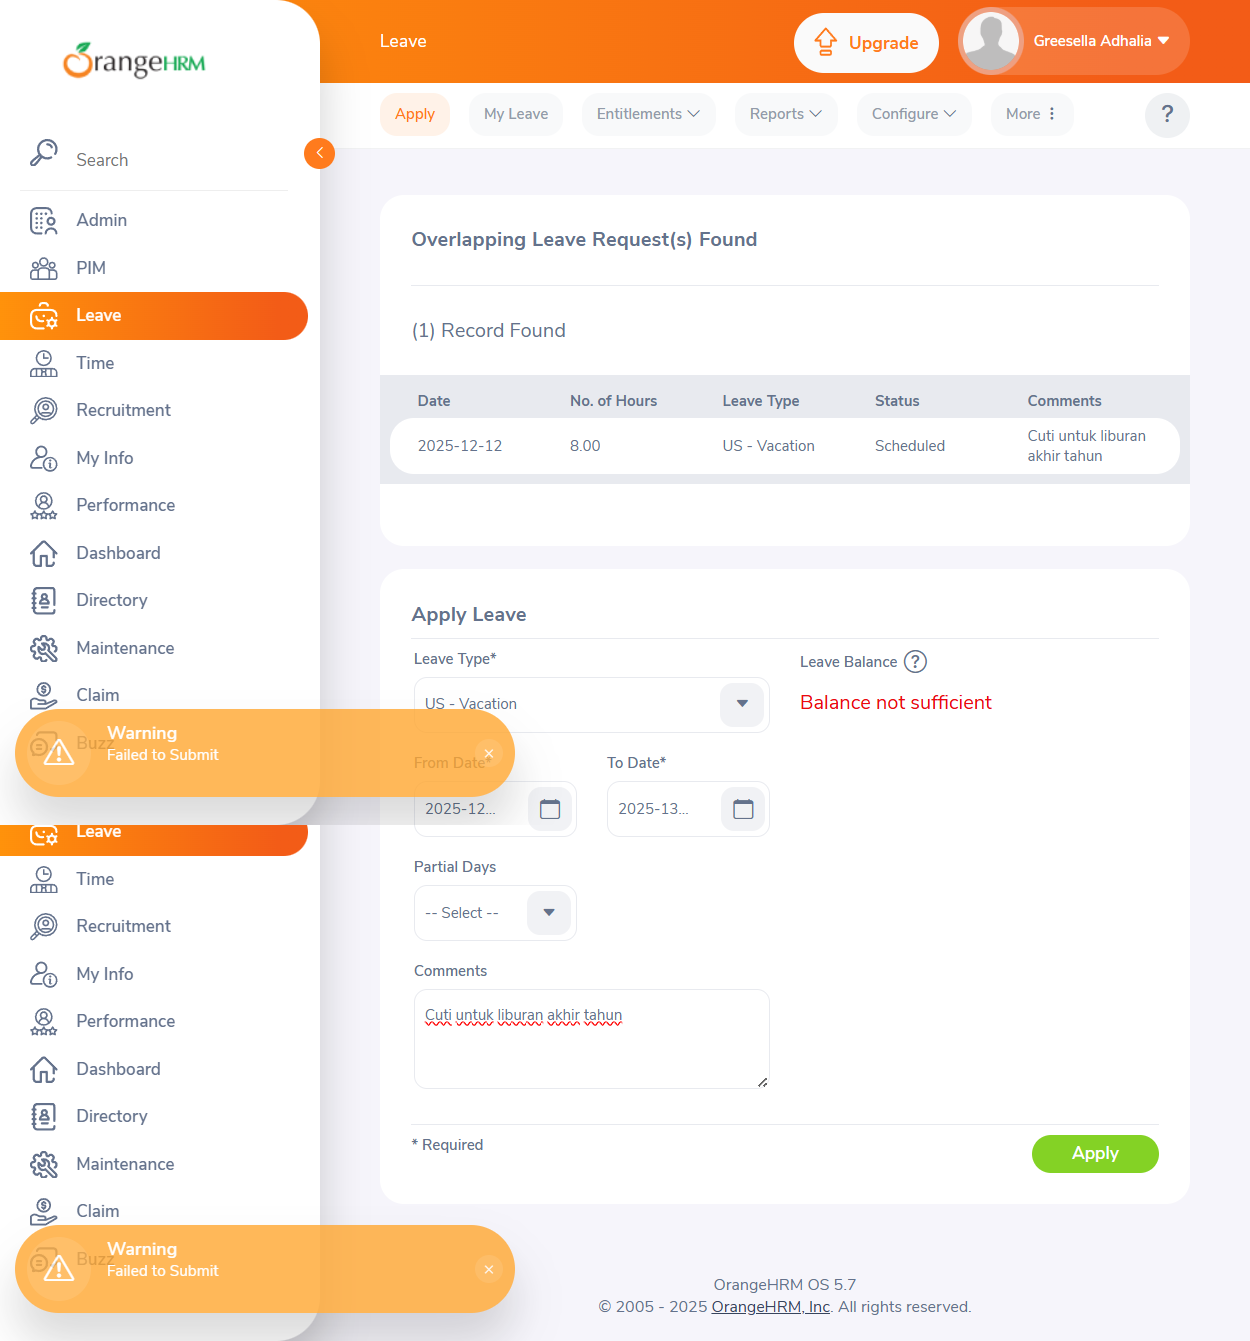 OrangeHRM
Leave
Upgrade
Greesella Adhalia
Apply
My Leave
Entitlements
Reports
Configure
More
?
Search
Admin
PIM
Leave
Time
Recruitment
My Info
Performance
Dashboard
Directory
Maintenance
Claim
Buzz
Warning
Failed to Submit
Overlapping Leave Request(s) Found
(1) Record Found
Date No. of Hours Leave Type Status Comments
2025-12-12 8.00 US - Vacation Scheduled Cuti untuk liburan
akhir tahun
Apply Leave
Leave Type*
US - Vacation
Leave Balance ?
Balance not sufficient
From Date*
2025-12...
To Date*
2025-13...
Partial Days
-- Select --
Comments
Cuti untuk liburan akhir tahun
* Required
Apply
Leave
Time
Recruitment
My Info
Performance
Dashboard
Directory
Maintenance
Claim
Buzz
Warning
Failed to Submit
OrangeHRM OS 5.7
© 2005 - 2025 OrangeHRM, Inc. All rights reserved.